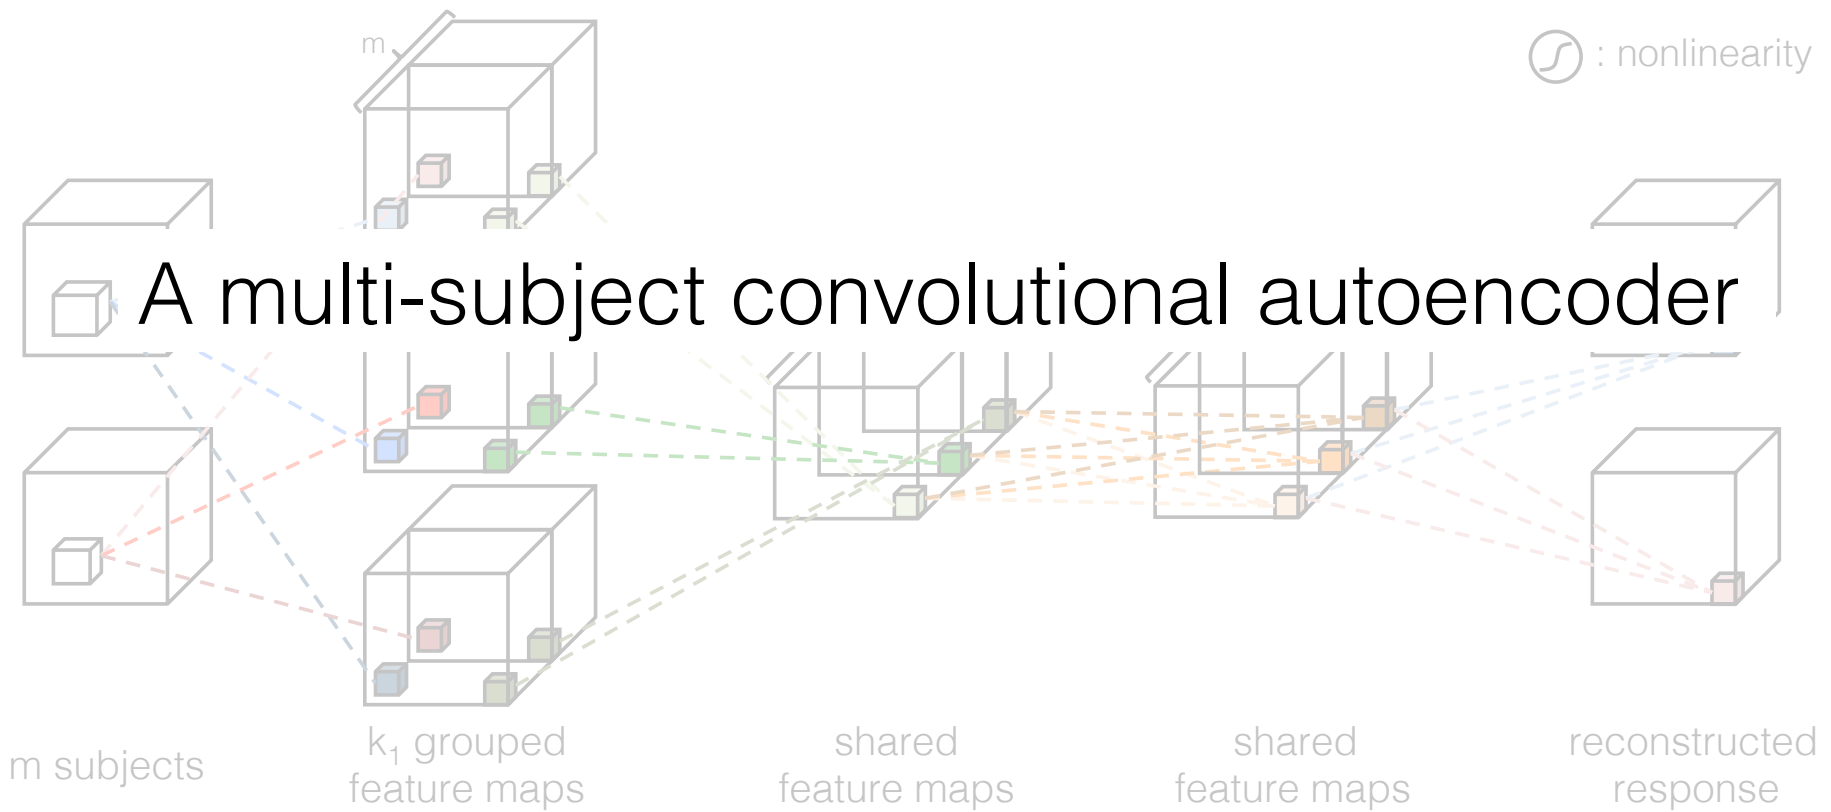 m
: nonlinearity
A multi-subject convolutional autoencoder
m subjects
k₁ grouped
feature maps
shared
feature maps
shared
feature maps
reconstructed
response